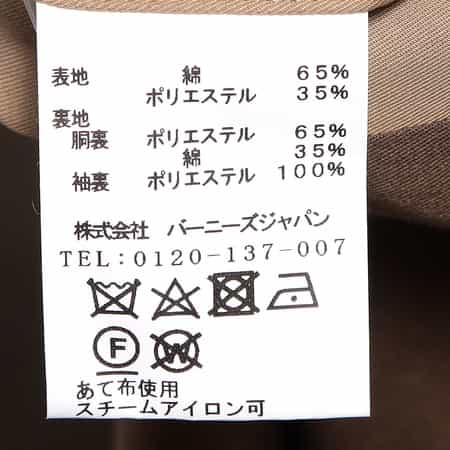 表地 綿 65%
ポリエステル 35%
裏地
胴裏 ポリエステル 65%
綿 35%
袖裏 ポリエステル 100%
株式会社 バーニーズジャパン
TEL:0120-137-007
F W
あて布使用
スチームアイロン可